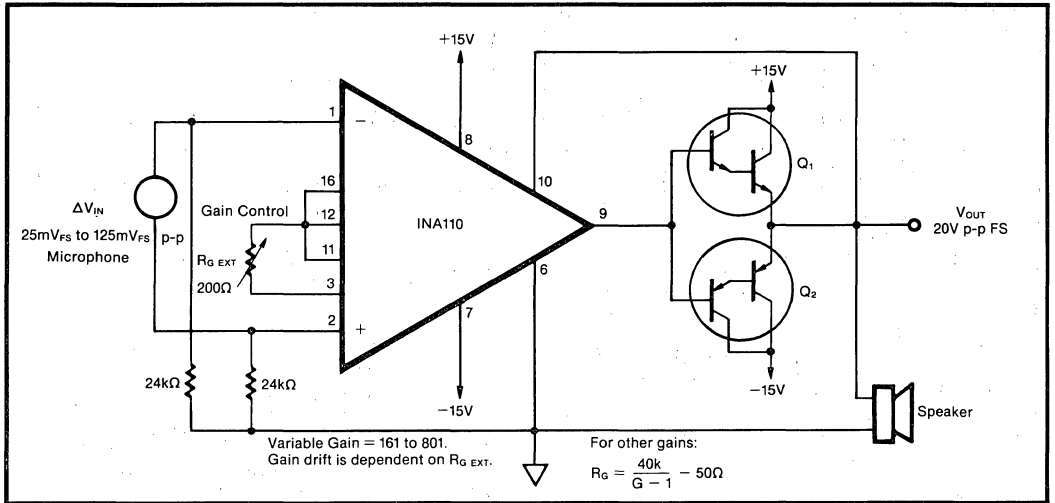 +15V
+15V
1
−
8
16
10
Q1
ΔVIN
Gain Control
12
INA110
9
25mVFS to 125mVFS p-p
VOUT
20V p-p FS
Microphone
11
RG EXT
200Ω
3
6
Q2
2
+
7
24kΩ
24kΩ
−15V
−15V
Speaker
Variable Gain = 161 to 801.
Gain drift is dependent on RG EXT.
For other gains:
RG = 40k / G − 1 − 50Ω